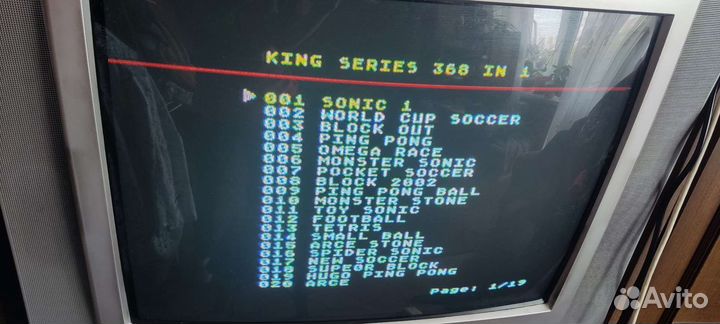 KING SERIES 368 IN 1
001 SONIC 1
002 WORLD CUP SOCCER
003 BLOCK OUT
004 PING PONG
005 OMEGA RACE
006 MONSTER SONIC
007 POCKET SOCCER
008 BLOCK 2002
009 PING PONG BALL
010 MONSTER STONE
011 TOY SONIC
012 FOOTBALL
013 TETRIS
014 SMALL BALL
015 ARCE STONE
016 SPIDER SONIC
017 NEW SOCCER
018 SUPE0R BLOCK
019 HUGO PING PONG
020 ARCE
Page: 1/19
Avito